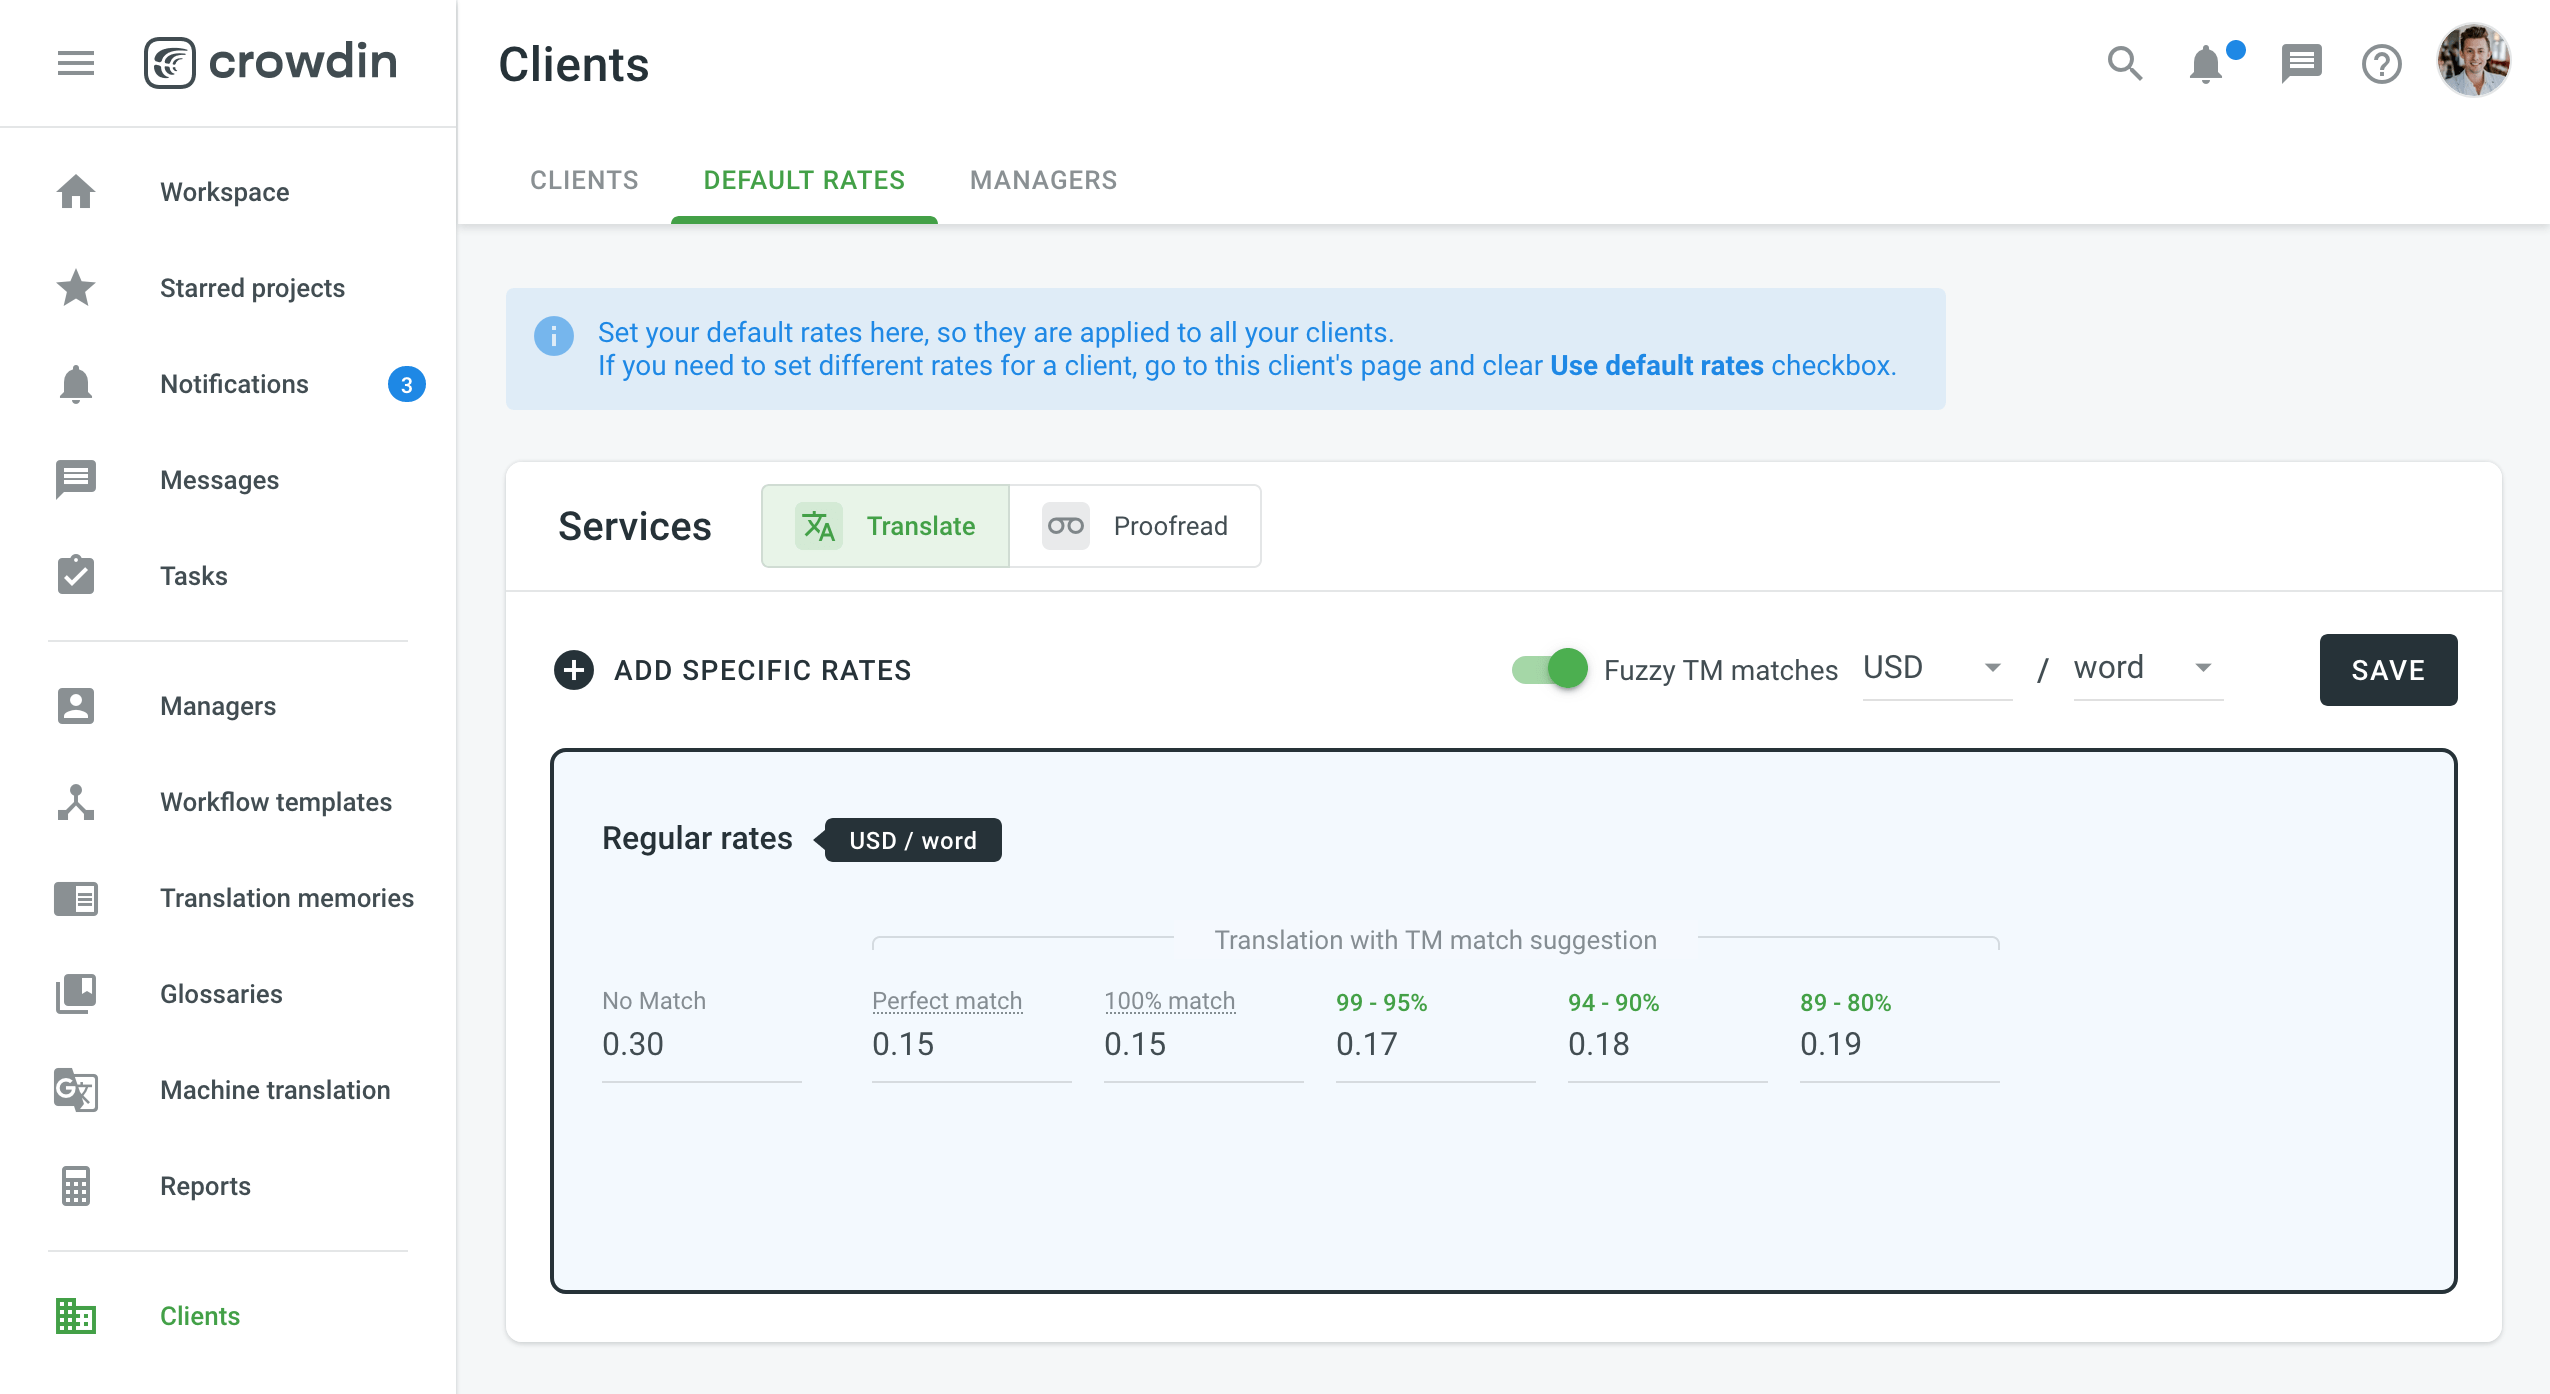 crowdin
Workspace
Starred projects
Notifications 3
Messages
Tasks
Managers
Workflow templates
Translation memories
Glossaries
Machine translation
Reports
Clients
Clients
CLIENTS DEFAULT RATES MANAGERS
Set your default rates here, so they are applied to all your clients.
If you need to set different rates for a client, go to this client's page and clear Use default rates checkbox.
Services Translate Proofread
ADD SPECIFIC RATES Fuzzy TM matches USD / word SAVE
Regular rates USD / word
Translation with TM match suggestion
No Match Perfect match 100% match 99 - 95% 94 - 90% 89 - 80%
0.30 0.15 0.15 0.17 0.18 0.19